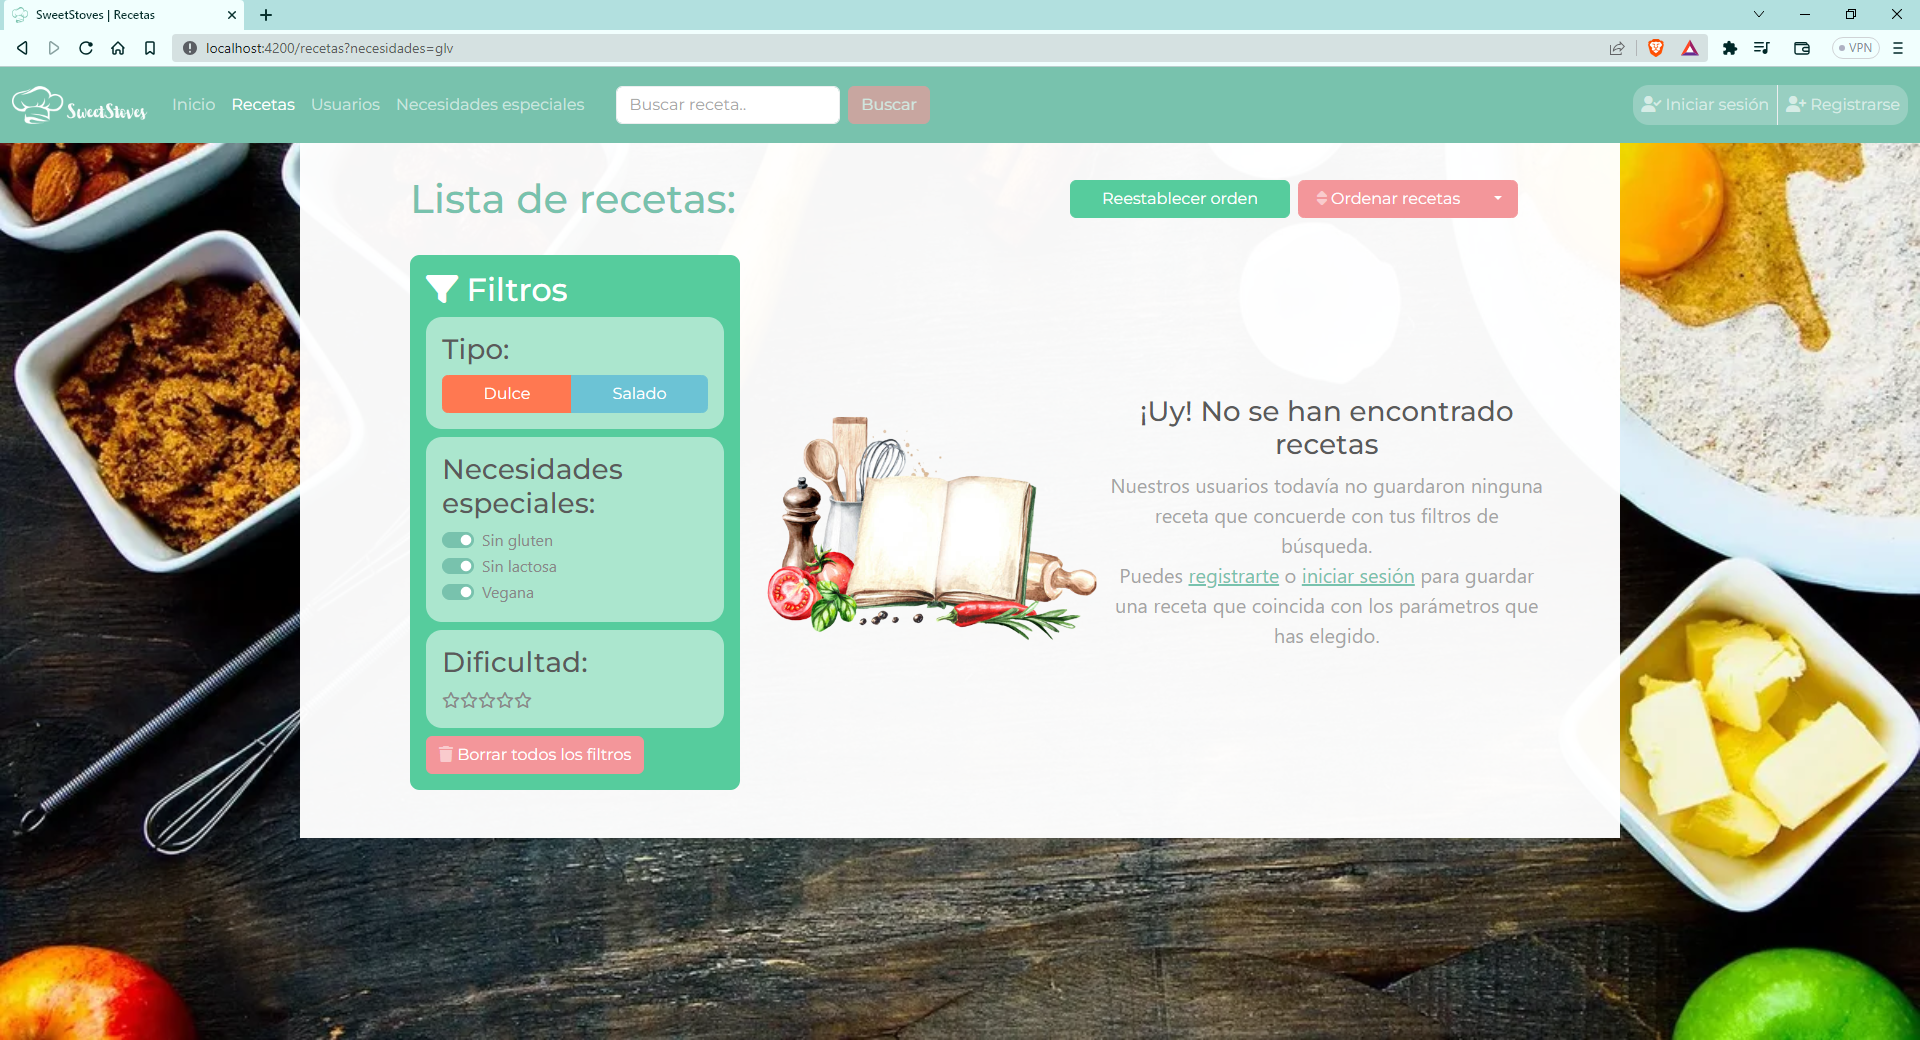 SweetStoves | Recetas
localhost:4200/recetas?necesidades=glv
VPN
SweetStoves
Inicio
Recetas
Usuarios
Necesidades especiales
Buscar receta..
Buscar
Iniciar sesión
Registrarse
Lista de recetas:
Reestablecer orden
Ordenar recetas
Filtros
Tipo:
Dulce
Salado
Necesidades
especiales:
Sin gluten
Sin lactosa
Vegana
Dificultad:
Borrar todos los filtros
¡Uy! No se han encontrado
recetas
Nuestros usuarios todavía no guardaron ninguna
receta que concuerde con tus filtros de
búsqueda.
Puedes registrarte o iniciar sesión para guardar
una receta que coincida con los parámetros que
has elegido.